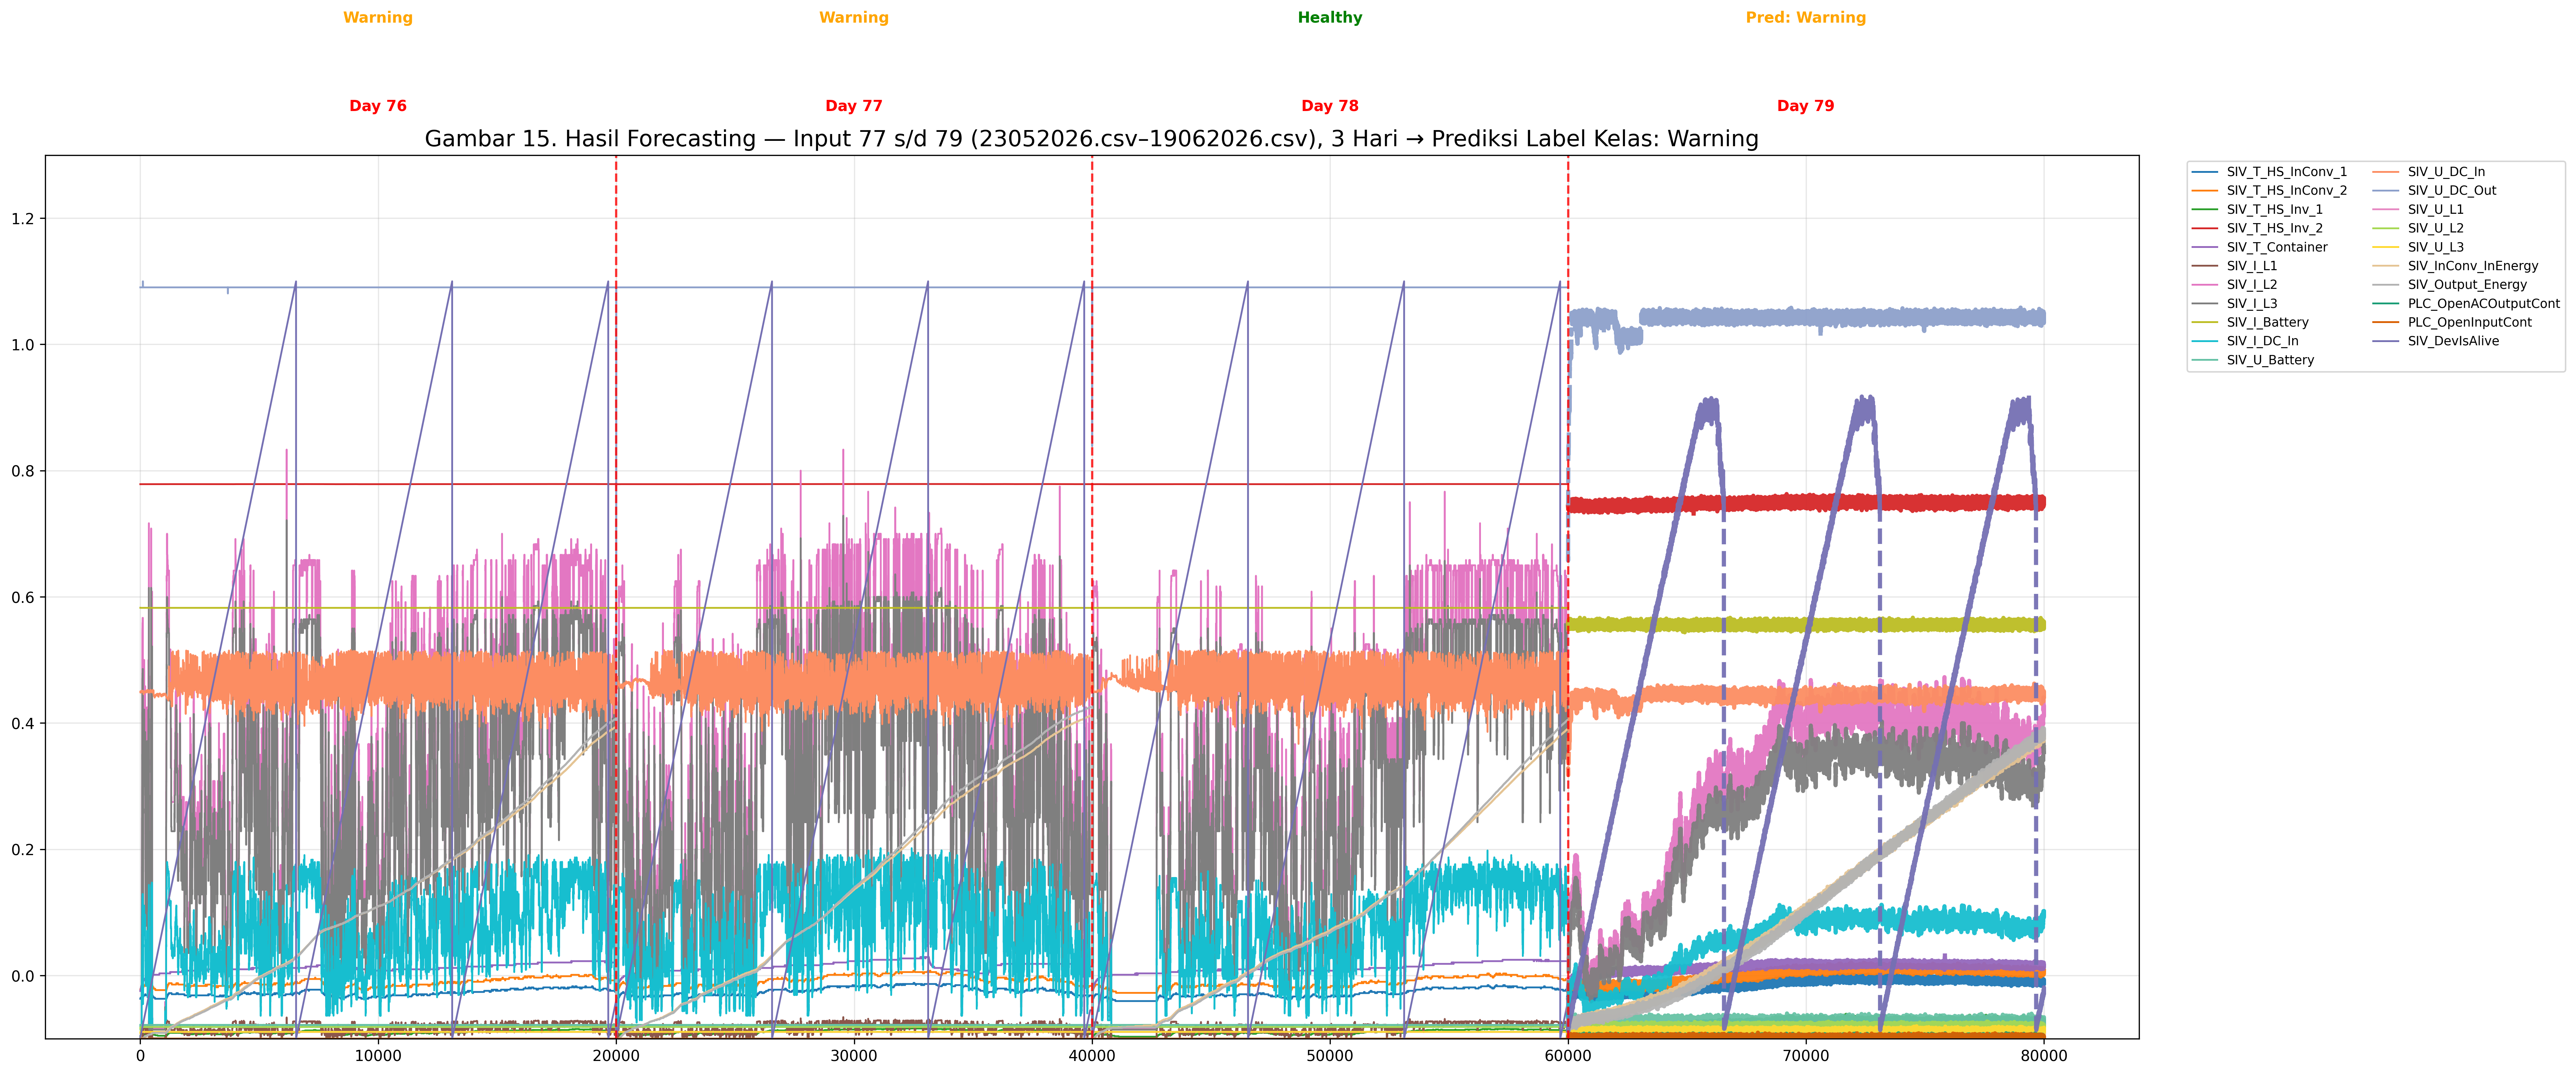 Warning Warning Healthy Pred: Warning
Day 76 Day 77 Day 78 Day 79
Gambar 15. Hasil Forecasting — Input 77 s/d 79 (23052026.csv–19062026.csv), 3 Hari → Prediksi Label Kelas: Warning
1.2
1.0
0.8
0.6
0.4
0.2
0.0
0 10000 20000 30000 40000 50000 60000 70000 80000
SIV_T_HS_InConv_1
SIV_T_HS_InConv_2
SIV_T_HS_Inv_1
SIV_T_HS_Inv_2
SIV_T_Container
SIV_I_L1
SIV_I_L2
SIV_I_L3
SIV_I_Battery
SIV_I_DC_In
SIV_U_Battery
SIV_U_DC_In
SIV_U_DC_Out
SIV_U_L1
SIV_U_L2
SIV_U_L3
SIV_InConv_InEnergy
SIV_Output_Energy
PLC_OpenACOutputCont
PLC_OpenInputCont
SIV_DevIsAlive